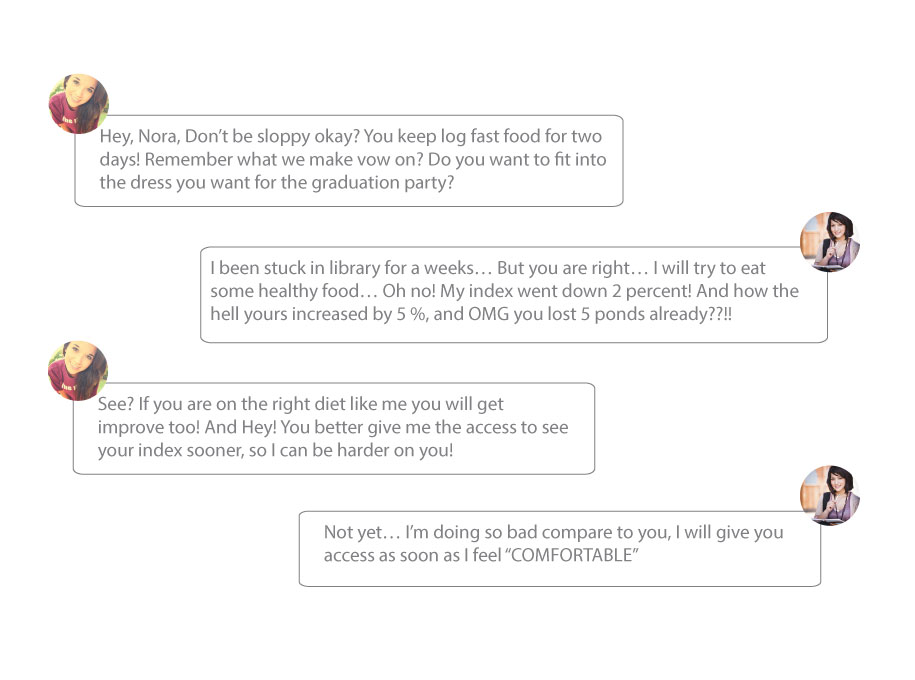 Hey, Nora, Don't be sloppy okay? You keep log fast food for two
days! Remember what we make vow on? Do you want to fit into
the dress you want for the graduation party?
I been stuck in library for a weeks... But you are right... I will try to eat
some healthy food... Oh no! My index went down 2 percent! And how the
hell yours increased by 5 %, and OMG you lost 5 ponds already??!!
See? If you are on the right diet like me you will get
improve too! And Hey! You better give me the access to see
your index sooner, so I can be harder on you!
Not yet... I'm doing so bad compare to you, I will give you
access as soon as I feel “COMFORTABLE”